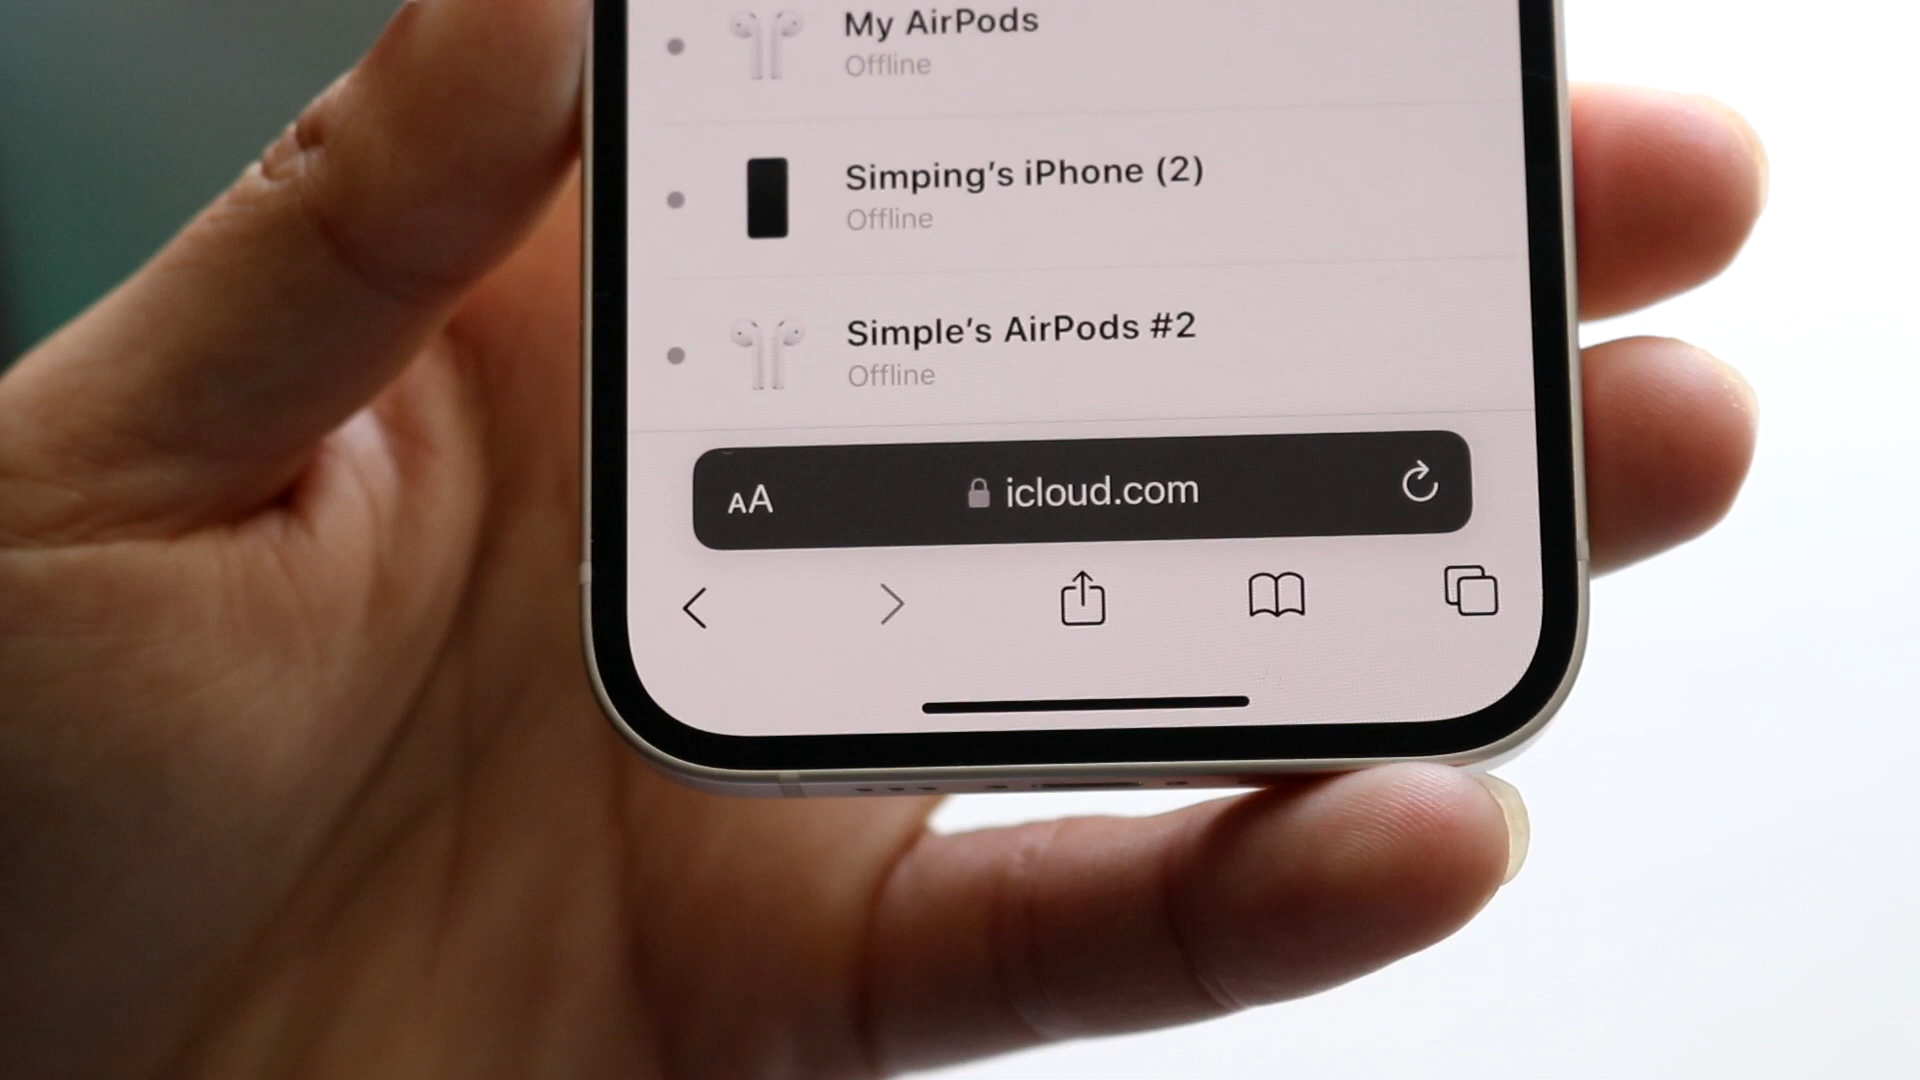 My AirPods
Offline
Simping’s iPhone (2)
Offline
Simple’s AirPods #2
Offline
AA icloud.com